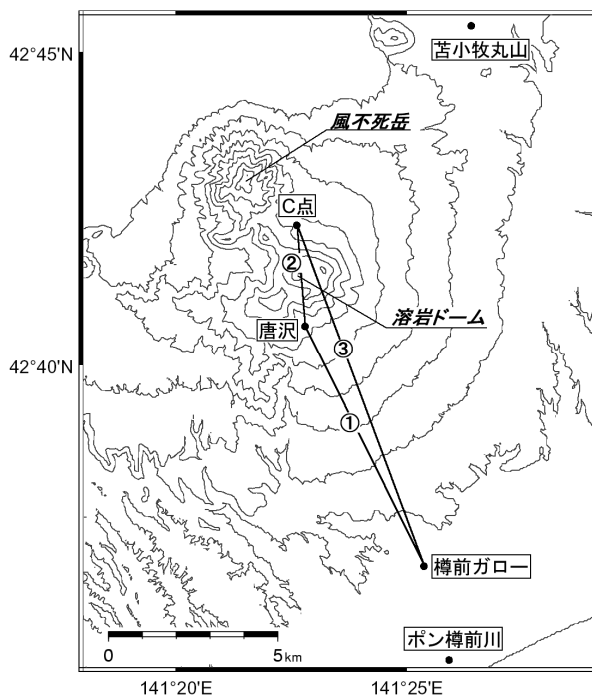 42°45'N
苫小牧丸山
風不死岳
C点
②
溶岩ドーム
唐沢
③
42°40'N
①
樽前ガロー
ポン樽前川
0 5km
141°20'E 141°25'E